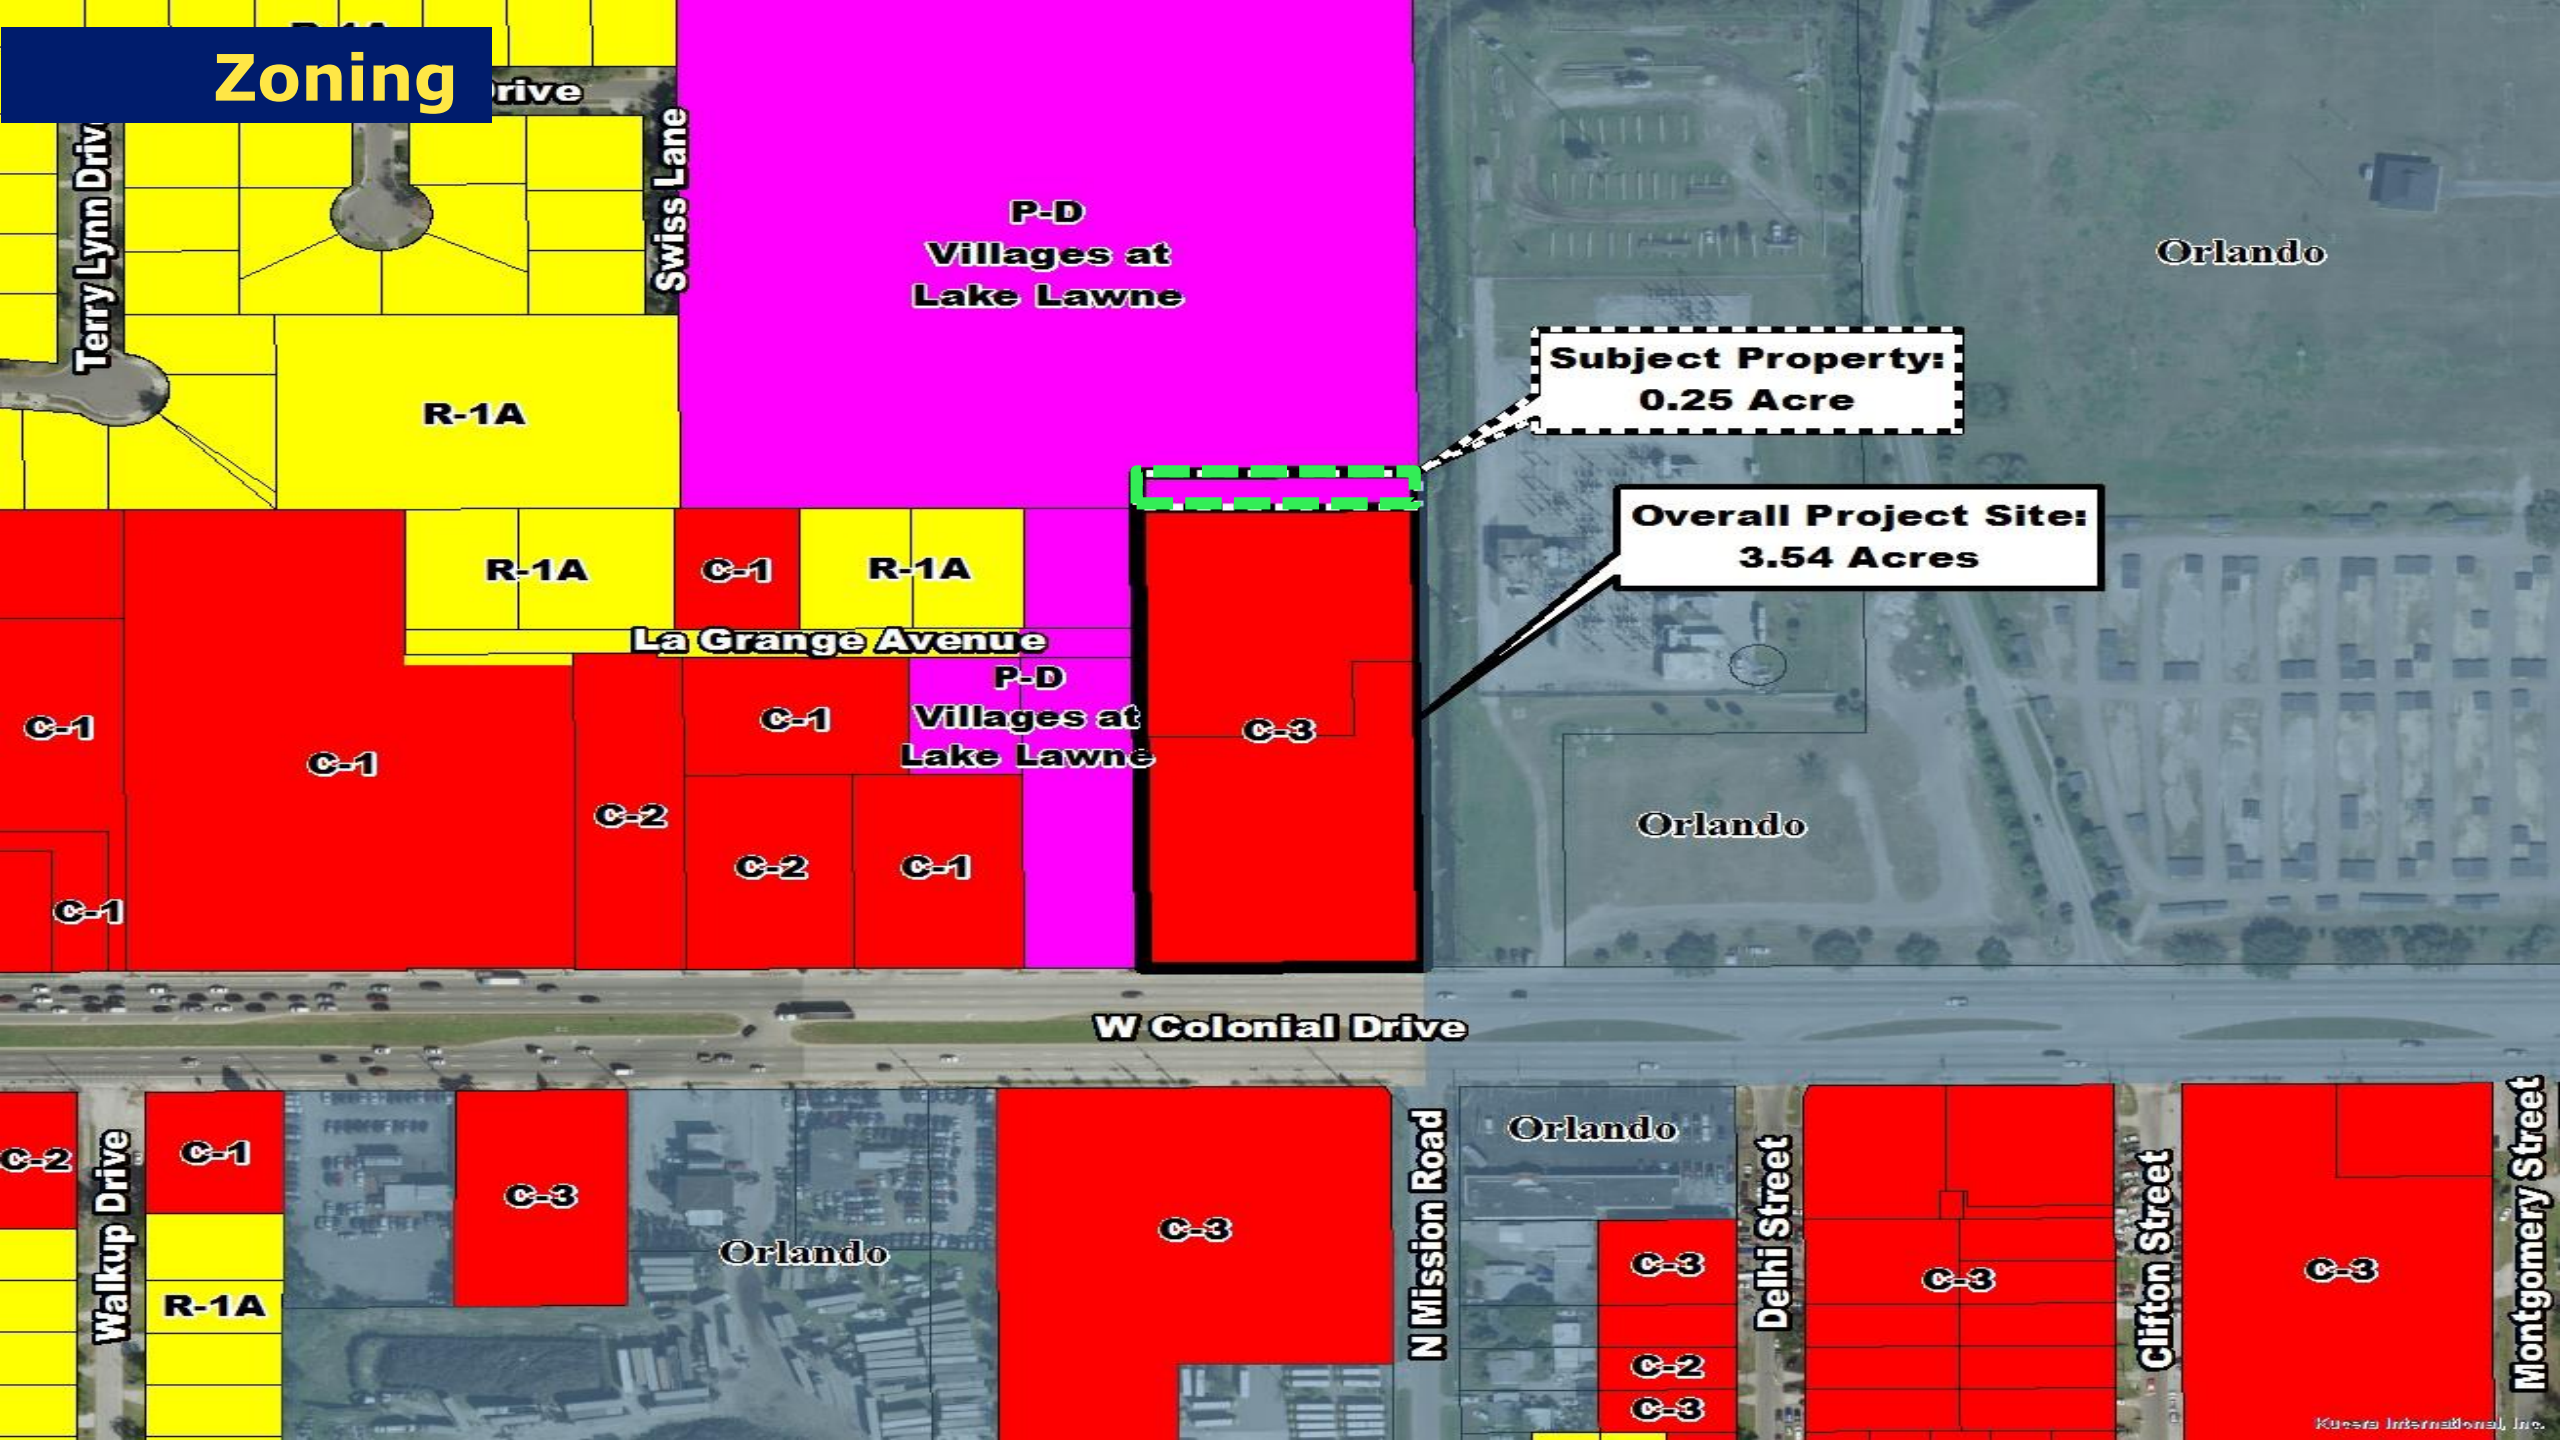 R-1A
Zoning
rive
Terry Lynn Drive
Swiss Lane
P-D
Villages at
Lake Lawne
Orlando
Subject Property:
0.25 Acre
R-1A
Overall Project Site:
3.54 Acres
R-1A
C-1
R-1A
La Grange Avenue
P-D
Villages at
Lake Lawne
C-1
C-1
C-1
C-3
C-2
C-2
C-1
C-1
Orlando
W Colonial Drive
C-2
Walkup Drive
C-1
R-1A
C-3
Orlando
C-3
N Mission Road
Orlando
C-3
C-2
C-3
Delhi Street
C-3
Clifton Street
C-3
Montgomery Street
Kucera International, Inc.